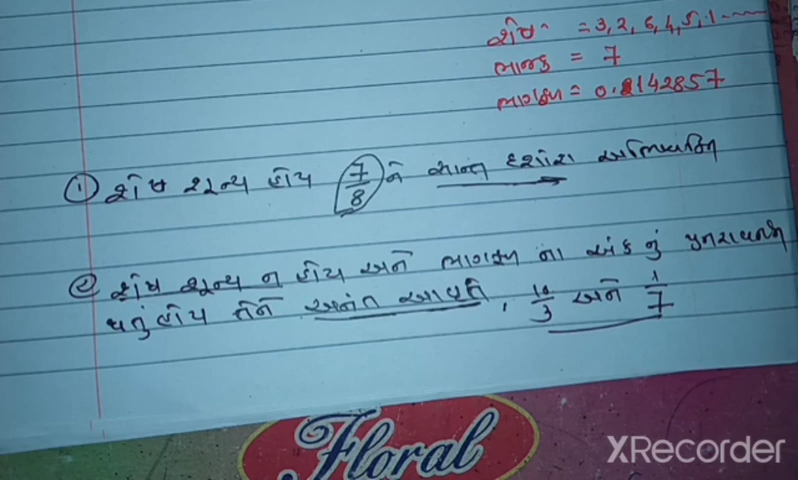 શેષ = 3, 2, 6, 4, 5, 1 ......
ભાજક = 7
ભાગફળ = 0.142857
① શેષ શૂન્ય હોય 7/8 ને સાન્ત દશાંશ અભિવ્યક્તિ
② શેષ શૂન્ય ન હોય અને ભાગફળ ના અંક નું પુનરાવર્તન
થતું હોય તેને અનંત આવૃત્ત, 10/3 અને 1/7
Floral
XRecorder